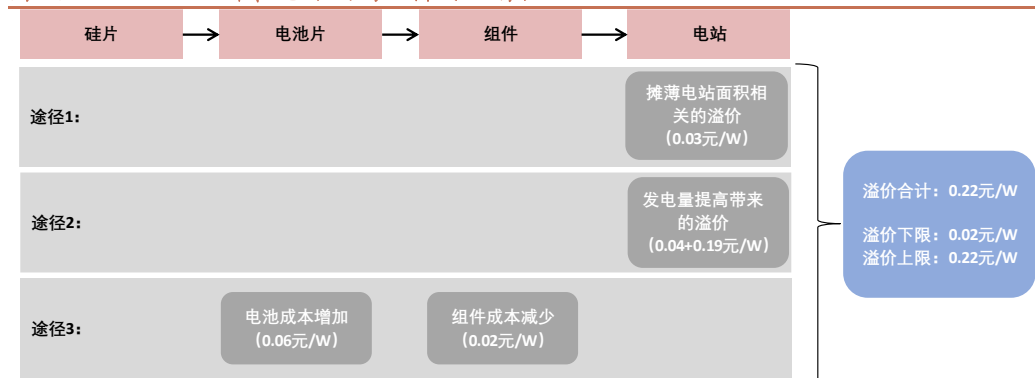 硅片
电池片
组件
电站
途径1:
摊薄电站面积相
关的溢价
(0.03元/W)
途径2:
发电量提高带来
的溢价
(0.04+0.19元/W)
途径3:
电池成本增加
(0.06元/W)
组件成本减少
(0.02元/W)
溢价合计：0.22元/W
溢价下限：0.02元/W
溢价上限：0.22元/W